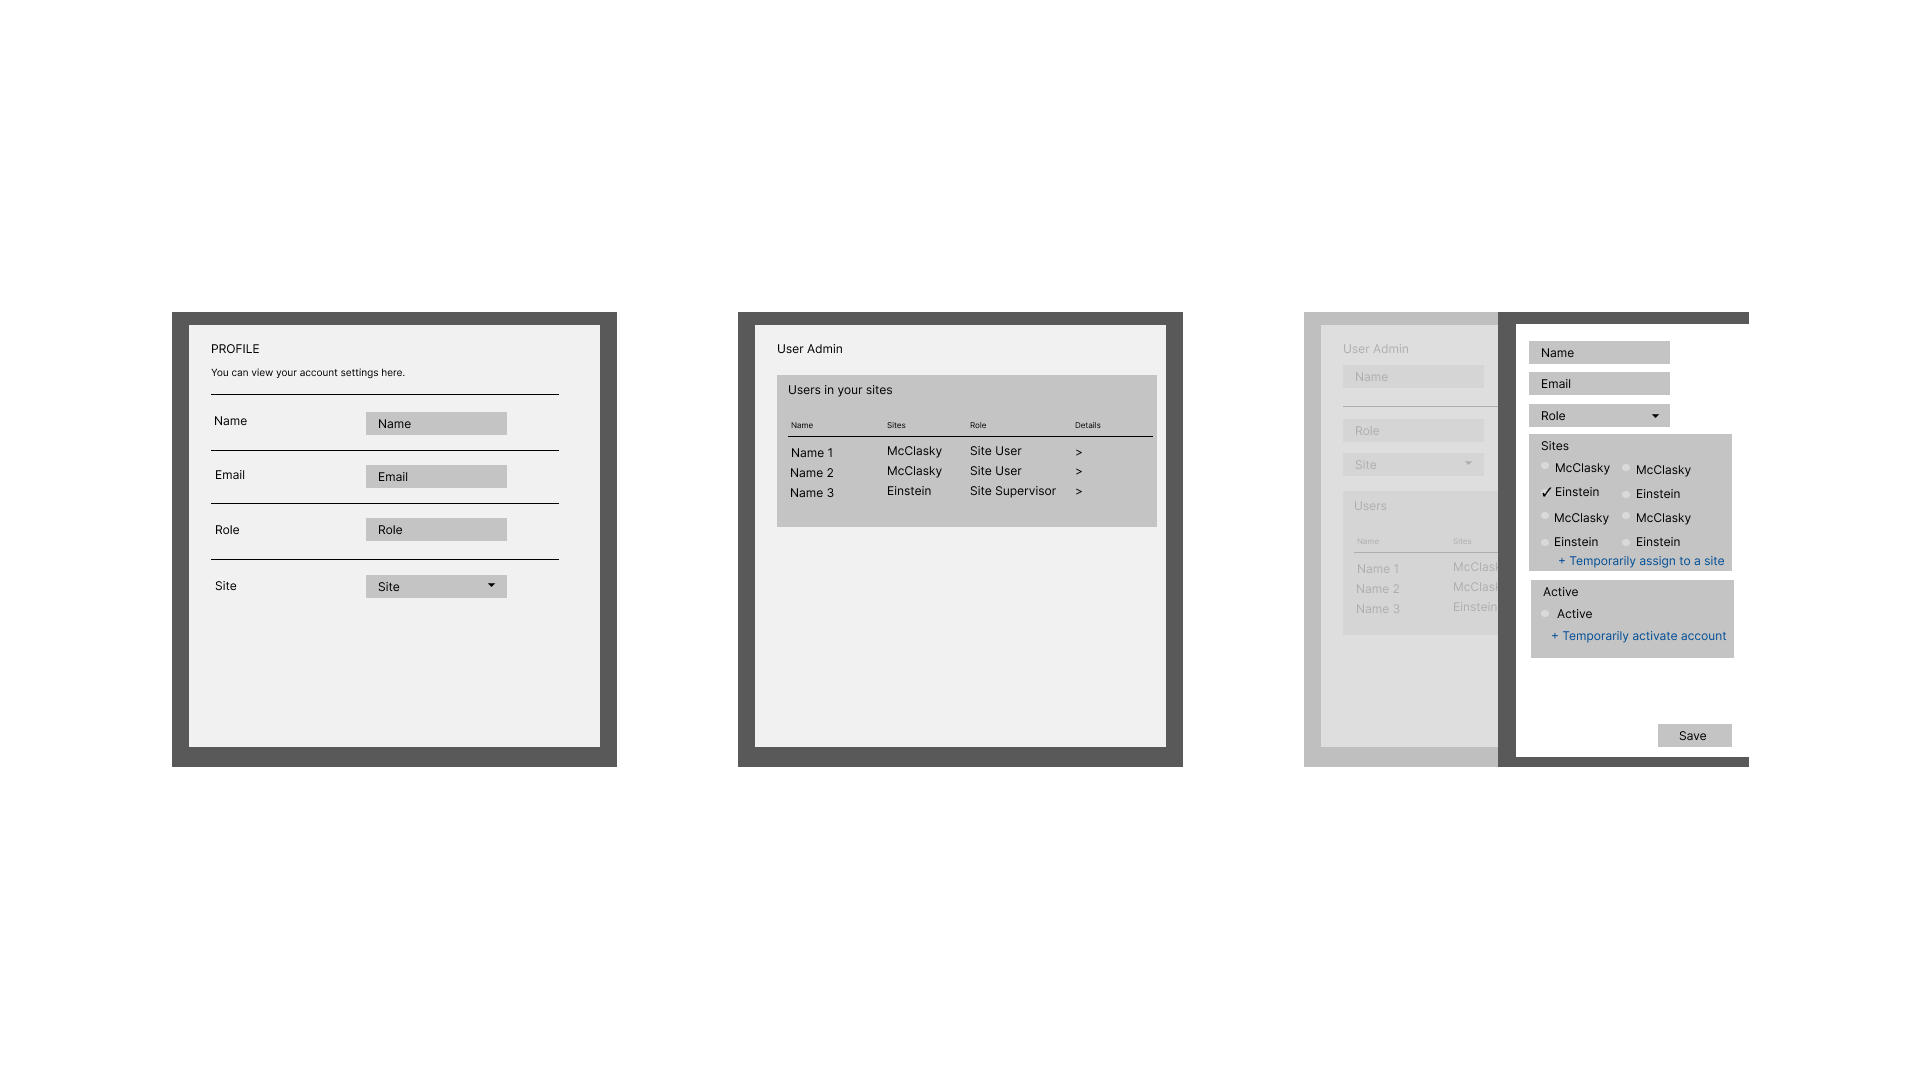 PROFILE
You can view your account settings here.
Name Name
Email Email
Role Role
Site Site
User Admin
Users in your sites
Name Sites Role Details
Name 1 McClasky Site User >
Name 2 McClasky Site User >
Name 3 Einstein Site Supervisor >
User Admin
Name
Role
Site
Users
Name Sites
Name 1 McClask
Name 2 McClask
Name 3 Einstein
Name
Email
Role
Sites
McClasky McClasky
✓ Einstein Einstein
McClasky McClasky
Einstein Einstein
+ Temporarily assign to a site
Active
Active
+ Temporarily activate account
Save